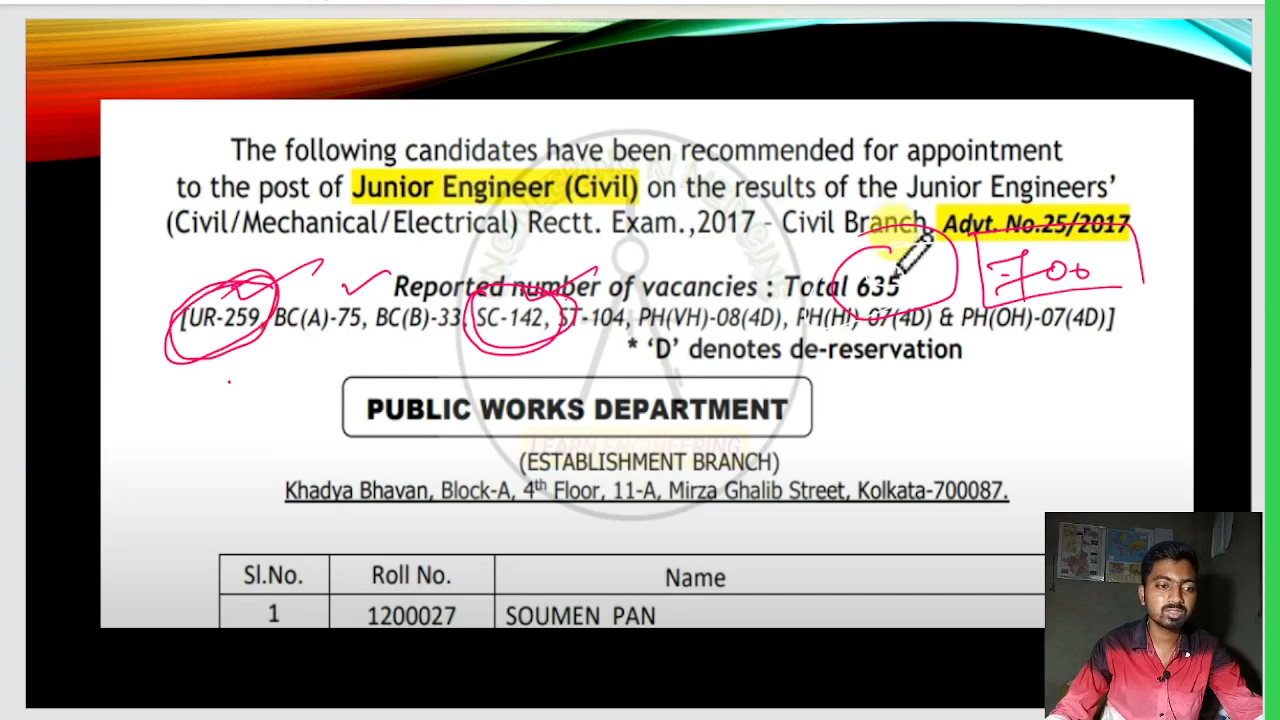 The following candidates have been recommended for appointment
to the post of Junior Engineer (Civil) on the results of the Junior Engineers'
(Civil/Mechanical/Electrical) Rectt. Exam.,2017 - Civil Branch, Advt. No.25/2017
700
Reported number of vacancies : Total 635
[UR-259, BC(A)-75, BC(B)-33, SC-142, ST-104, PH(VH)-08(4D), PH(HI)-07(4D) & PH(OH)-07(4D)]
* 'D' denotes de-reservation
PUBLIC WORKS DEPARTMENT
LEARN ENGINEERING
(ESTABLISHMENT BRANCH)
Khadya Bhavan, Block-A, 4th Floor, 11-A, Mirza Ghalib Street, Kolkata-700087.
Sl.No. Roll No. Name
1 1200027 SOUMEN PAN